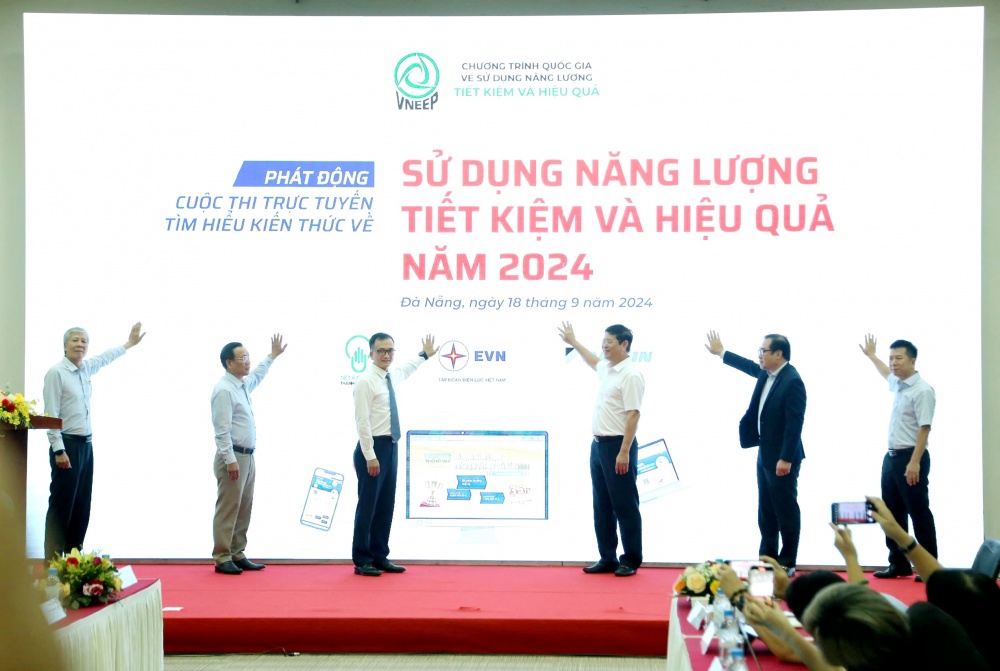 CHƯƠNG TRÌNH QUỐC GIA
VỀ SỬ DỤNG NĂNG LƯỢNG
TIẾT KIỆM VÀ HIỆU QUẢ
VNEEP
PHÁT ĐỘNG
CUỘC THI TRỰC TUYẾN
TÌM HIỂU KIẾN THỨC VỀ
SỬ DỤNG NĂNG LƯỢNG
TIẾT KIỆM VÀ HIỆU QUẢ
NĂM 2024
Đà Nẵng, ngày 18 tháng 9 năm 2024
EVN
TẬP ĐOÀN ĐIỆN LỰC VIỆT NAM